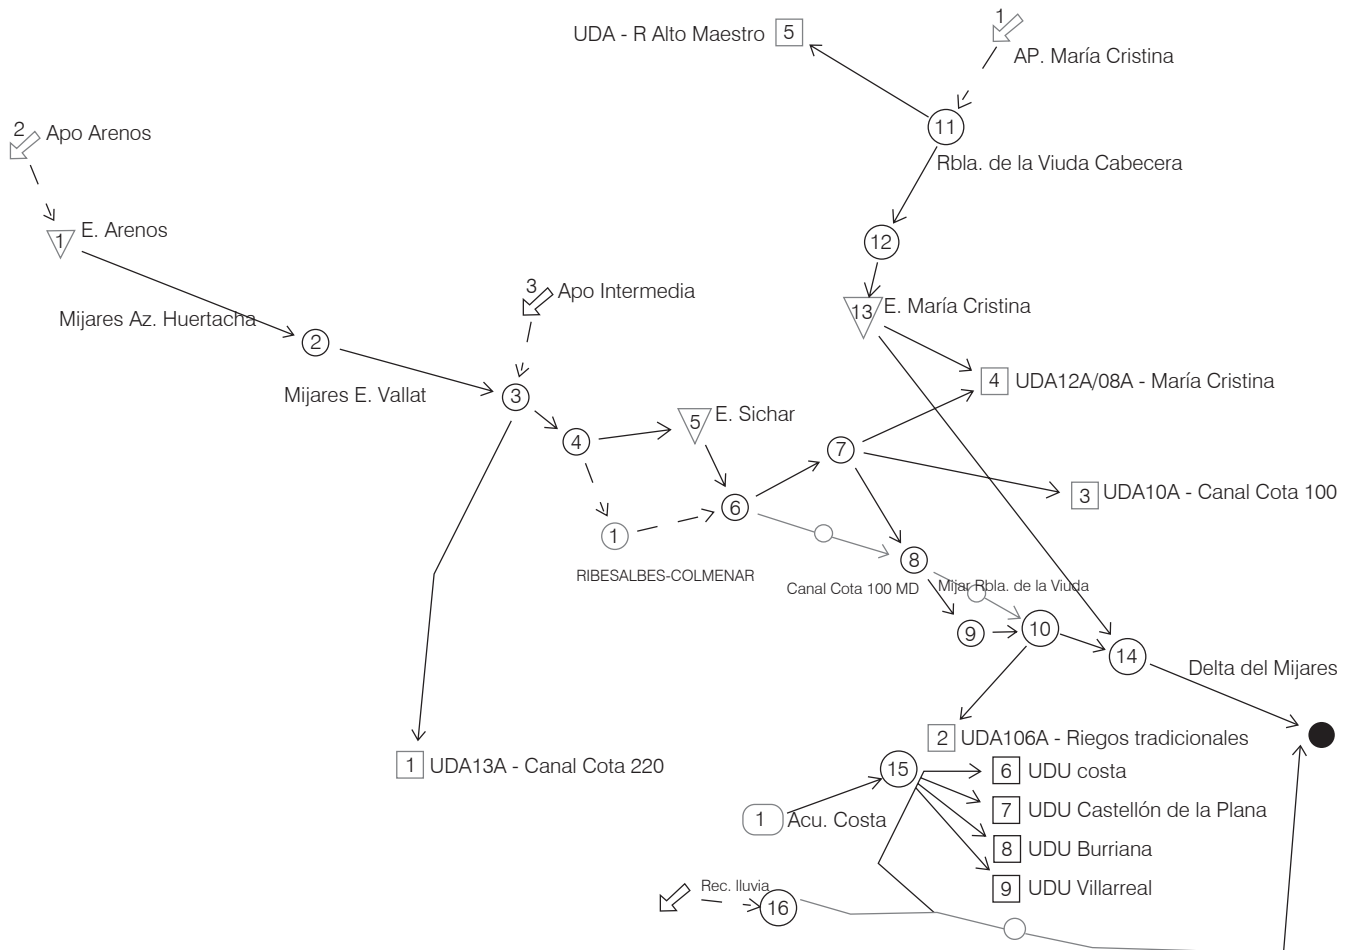 UDA - R Alto Maestro 5
1
AP. María Cristina
2 Apo Arenos
11
Rbla. de la Viuda Cabecera
1 E. Arenos
12
3 Apo Intermedia
13 E. María Cristina
Mijares Az. Huertacha
2
4 UDA12A/08A - María Cristina
Mijares E. Vallat
3
5 E. Sichar
4
7
3 UDA10A - Canal Cota 100
6
1
RIBESALBES-COLMENAR
8
Canal Cota 100 MD
Mijar Rbla. de la Viuda
9
10
14
Delta del Mijares
2 UDA106A - Riegos tradicionales
1 UDA13A - Canal Cota 220
15
6 UDU costa
7 UDU Castellón de la Plana
1 Acu. Costa
8 UDU Burriana
9 UDU Villarreal
Rec. lluvia
16